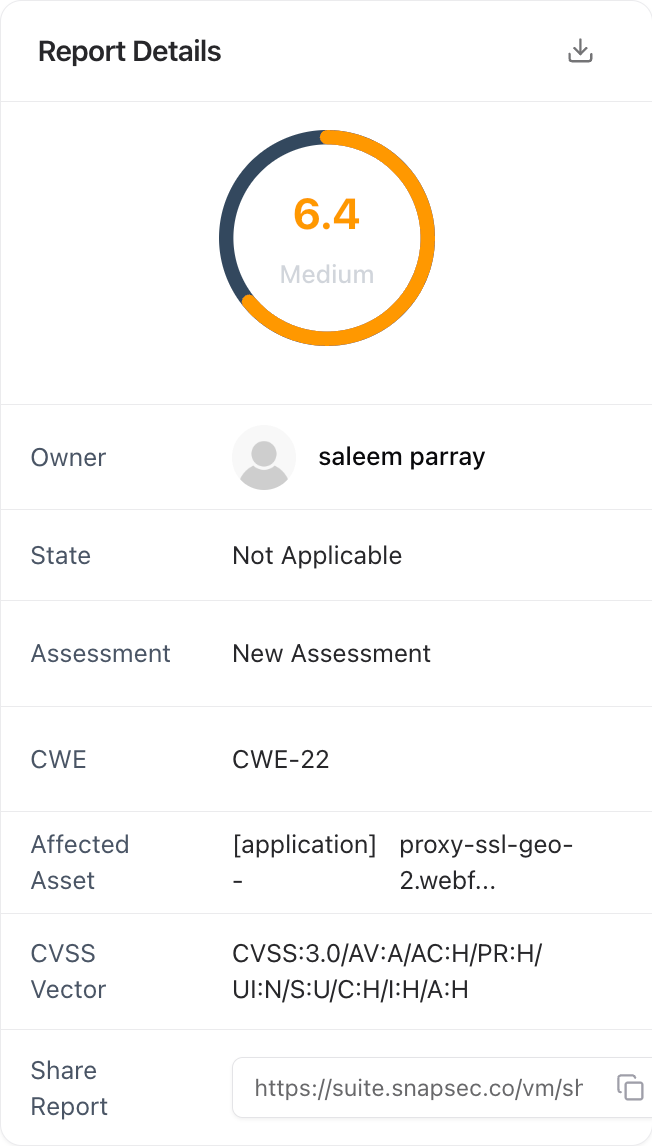 Report Details
6.4
Medium
Owner
saleem parray
State
Not Applicable
Assessment
New Assessment
CWE
CWE-22
Affected
Asset
[application]
-
proxy-ssl-geo-
2.webf...
CVSS
Vector
CVSS:3.0/AV:A/AC:H/PR:H/
UI:N/S:U/C:H/I:H/A:H
Share
Report
https://suite.snapsec.co/vm/sh